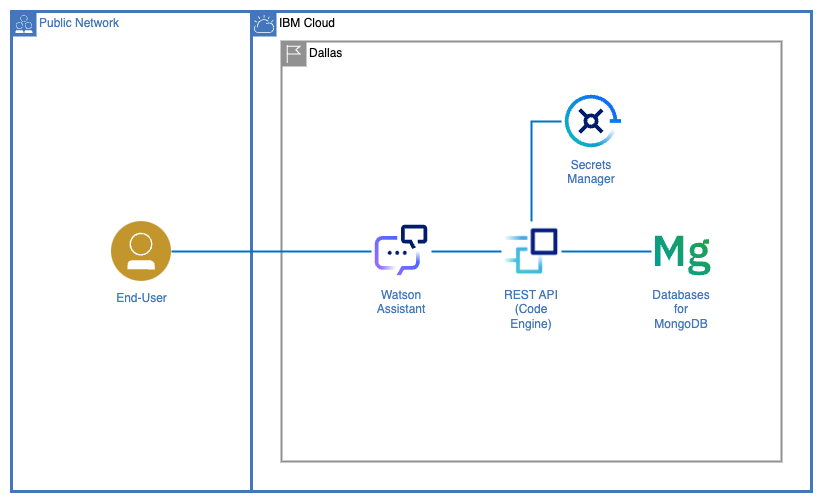 Public Network
IBM Cloud
Dallas
Secrets
Manager
Mg
End-User
Watson
Assistant
REST API
(Code
Engine)
Databases
for
MongoDB